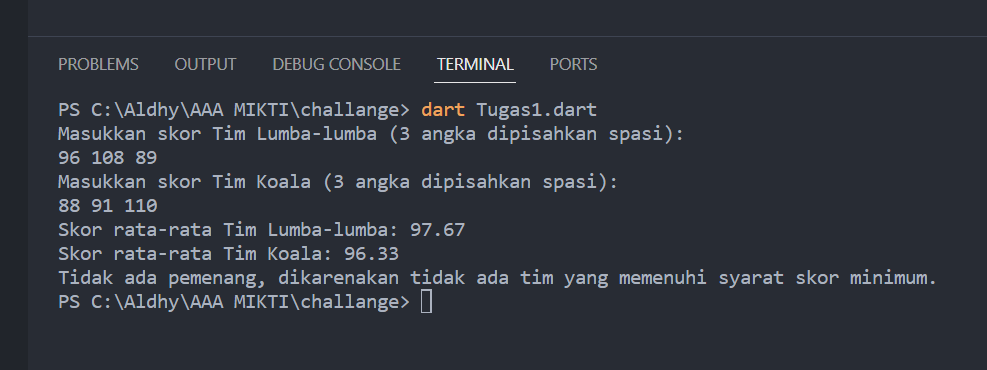 PROBLEMS OUTPUT DEBUG CONSOLE TERMINAL PORTS
PS C:\Aldhy\AAA MIKTI\challange> dart Tugas1.dart
Masukkan skor Tim Lumba-lumba (3 angka dipisahkan spasi):
96 108 89
Masukkan skor Tim Koala (3 angka dipisahkan spasi):
88 91 110
Skor rata-rata Tim Lumba-lumba: 97.67
Skor rata-rata Tim Koala: 96.33
Tidak ada pemenang, dikarenakan tidak ada tim yang memenuhi syarat skor minimum.
PS C:\Aldhy\AAA MIKTI\challange>